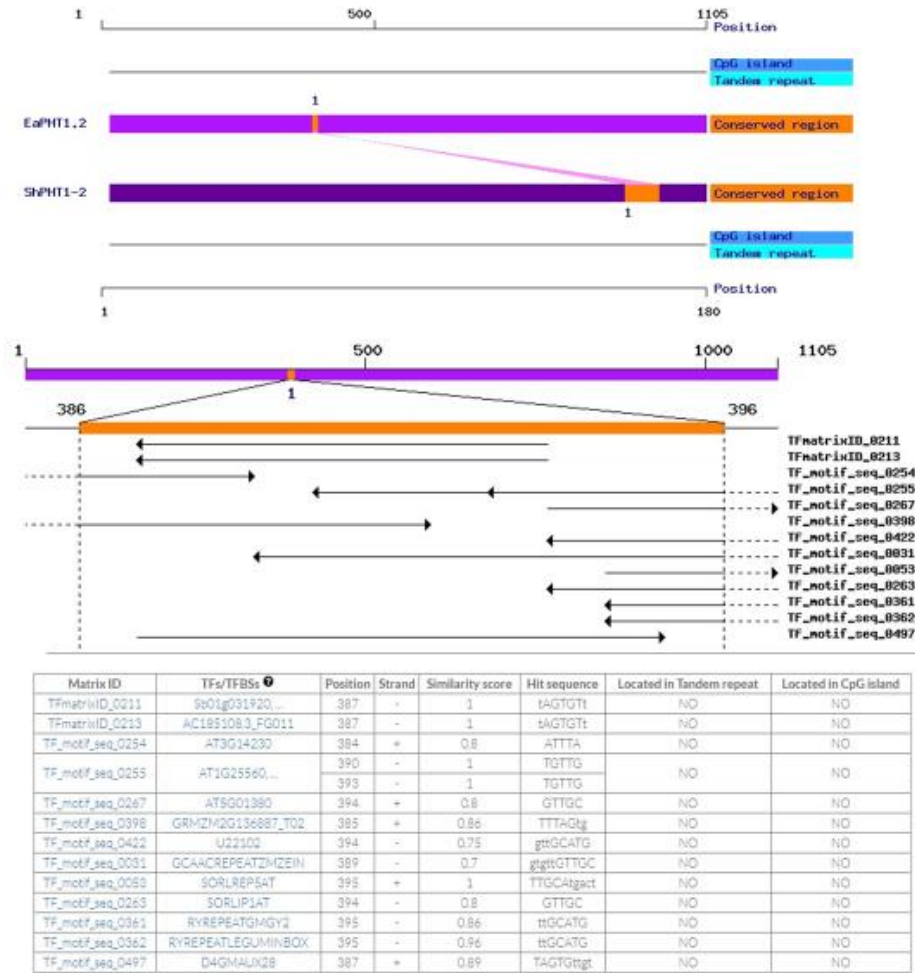 1 500 1105
Position
CpG island
Tandem repeat
1
EaPHT1,2 Conserved region
ShPHT1-2 Conserved region
1
CpG island
Tandem repeat
Position
1 180
1 500 1000 1105
1
386 396
TFmatrixID_0211
TFmatrixID_0213
TF_motif_seq_0254
TF_motif_seq_0255
TF_motif_seq_0267
TF_motif_seq_0398
TF_motif_seq_0422
TF_motif_seq_0031
TF_motif_seq_0053
TF_motif_seq_0263
TF_motif_seq_0361
TF_motif_seq_0362
TF_motif_seq_0497
Matrix ID TFs/TFBSs ? Position Strand Similarity score Hit sequence Located in Tandem repeat Located in CpG island
TFmatrixID_0211 Sb01g031920,... 387 - 1 tAGTGTt NO NO
TFmatrixID_0213 AC185108.3_FG011 387 - 1 tAGTGTt NO NO
TF_motif_seq_0254 AT3G14230 384 + 0.8 ATTTA NO NO
TF_motif_seq_0255 AT1G25560,... 390 - 1 TGTTG NO NO
393 - 1 TGTTG
TF_motif_seq_0267 AT5G01380 394 + 0.8 GTTGC NO NO
TF_motif_seq_0398 GRMZM2G136887_T02 385 + 0.86 TTTAGtg NO NO
TF_motif_seq_0422 U22102 394 - 0.75 gttGCATG NO NO
TF_motif_seq_0031 GCAACREPEATZMZEIN 389 - 0.7 gtgttGTTGC NO NO
TF_motif_seq_0053 SORLREP5AT 395 + 1 TTGCAtgact NO NO
TF_motif_seq_0263 SORLIP1AT 394 - 0.8 GTTGC NO NO
TF_motif_seq_0361 RYREPEATGMGY2 395 - 0.86 ttGCATG NO NO
TF_motif_seq_0362 RYREPEATLEGUMINBOX 395 - 0.96 ttGCATG NO NO
TF_motif_seq_0497 D4GMAUX28 387 + 0.89 TAGTGttgt NO NO